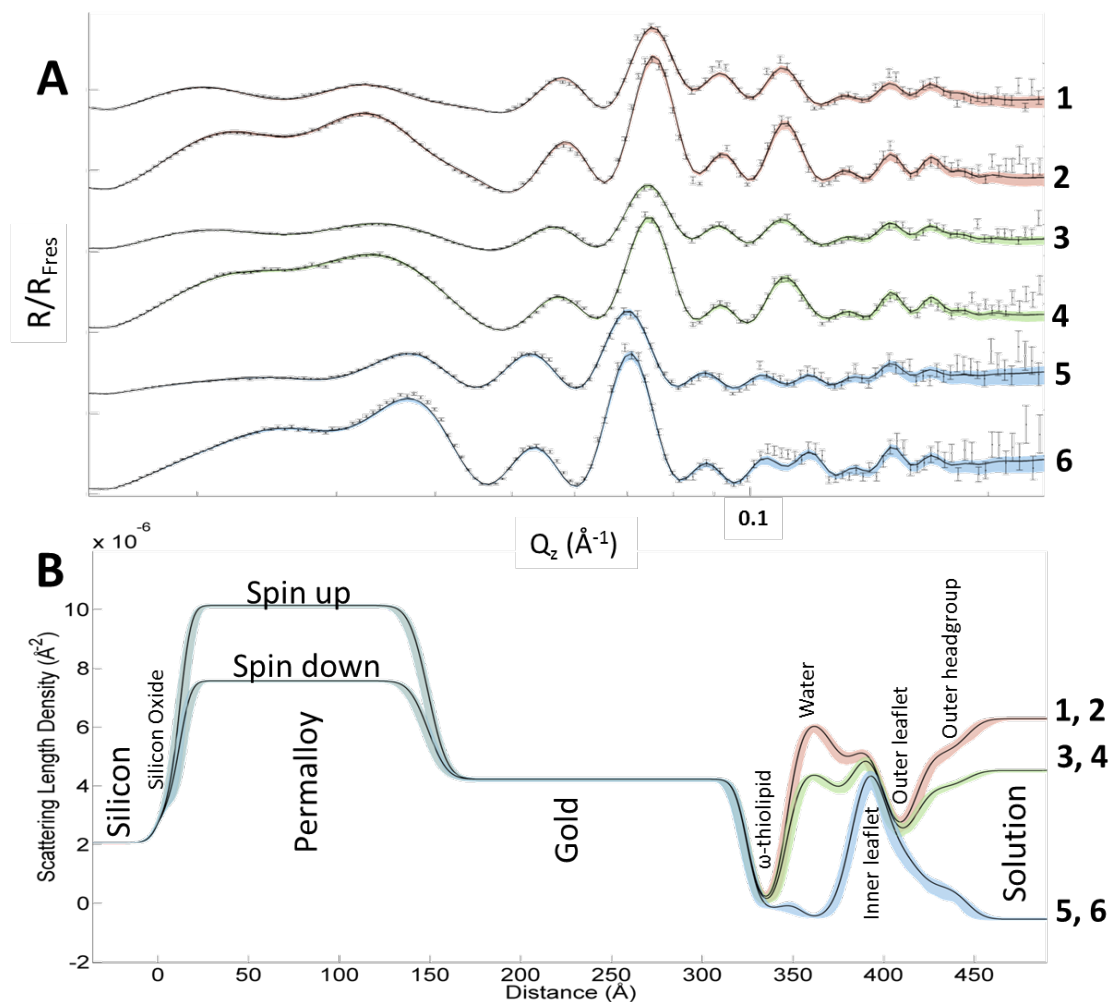 A
R/R_Fres
1
2
3
4
5
6
0.1
Q_z (Å⁻¹)
B
x 10⁻⁶
Scattering Length Density (Å⁻²)
10
8
6
4
2
0
-2
Silicon
Silicon Oxide
Spin up
Spin down
Permalloy
Gold
ω-thiolipid
Water
Inner leaflet
Outer leaflet
Outer headgroup
Solution
1, 2
3, 4
5, 6
0 50 100 150 200 250 300 350 400 450
Distance (Å)